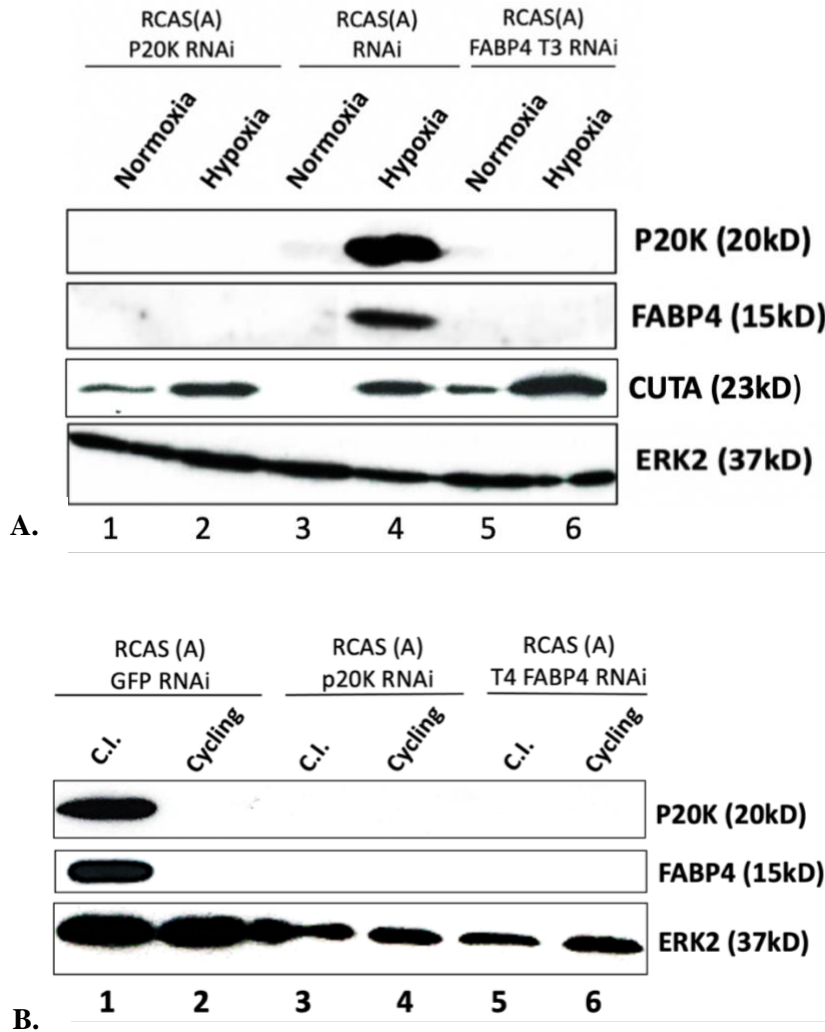 RCAS(A) RCAS(A) RCAS(A)
P20K RNAi RNAi FABP4 T3 RNAi
Normoxia Hypoxia Normoxia Hypoxia Normoxia Hypoxia
P20K (20kD)
FABP4 (15kD)
CUTA (23kD)
ERK2 (37kD)
A. 1 2 3 4 5 6
RCAS (A) RCAS (A) RCAS (A)
GFP RNAi p20K RNAi T4 FABP4 RNAi
C.I. Cycling C.I. Cycling C.I. Cycling
P20K (20kD)
FABP4 (15kD)
ERK2 (37kD)
B. 1 2 3 4 5 6